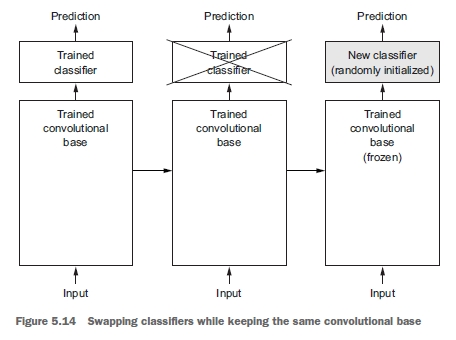 Prediction
Trained
classifier
Trained
convolutional
base
Input
Prediction
Trained
classifier
Trained
convolutional
base
Input
Prediction
New classifier
(randomly initialized)
Trained
convolutional
base
(frozen)
Input
Figure 5.14 Swapping classifiers while keeping the same convolutional base